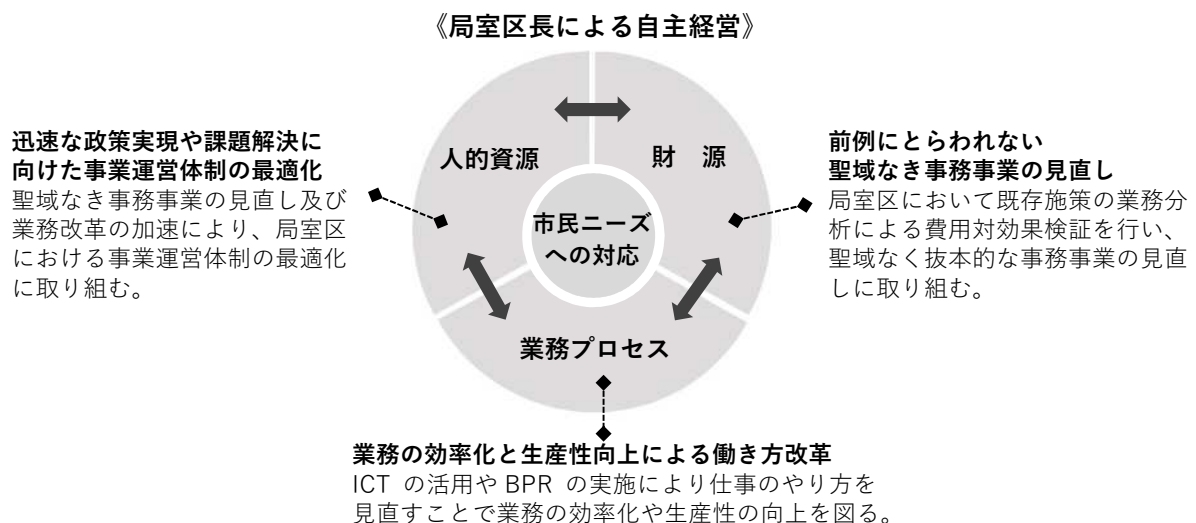 《局室区長による自主経営》
迅速な政策実現や課題解決に
向けた事業運営体制の最適化
聖域なき事務事業の見直し及び
業務改革の加速により、局室区
における事業運営体制の最適化
に取り組む。
人的資源
財　源
市民ニーズ
への対応
業務プロセス
前例にとらわれない
聖域なき事務事業の見直し
局室区において既存施策の業務分
析による費用対効果検証を行い、
聖域なく抜本的な事務事業の見直
しに取り組む。
業務の効率化と生産性向上による働き方改革
ICT の活用や BPR の実施により仕事のやり方を
見直すことで業務の効率化や生産性の向上を図る。